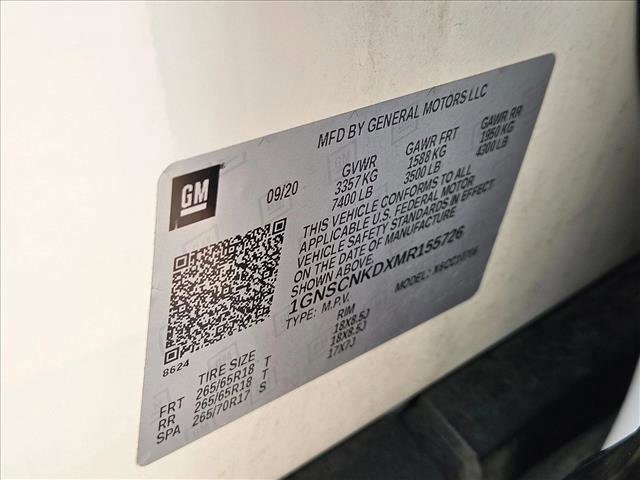 MFD BY GENERAL MOTORS LLC
GM
09/20
GVWR GAWR FRT GAWR RR
3357 KG 1588 KG 1950 KG
7400 LB 3500 LB 4300 LB
THIS VEHICLE CONFORMS TO ALL
APPLICABLE U.S. FEDERAL MOTOR
VEHICLE SAFETY STANDARDS IN EFFECT
ON THE DATE OF MANUFACTURE
SHOWN ABOVE.
1GNSCNKDXMR155726
TYPE: M.P.V. MODEL:
8624
TIRE SIZE RIM
FRT 265/65R18 T 18X8.5J
RR 265/65R18 T 18X8.5J
SPA 265/70R17 S 17X7J